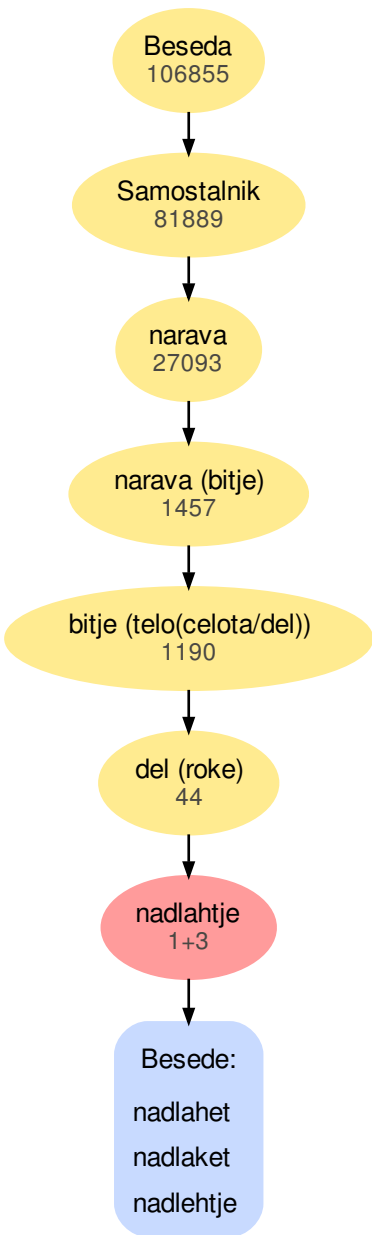 Beseda
106855
Samostalnik
81889
narava
27093
narava (bitje)
1457
bitje (telo(celota/del))
1190
del (roke)
44
nadlahtje
1+3
Besede:
nadlahet
nadlaket
nadlehtje